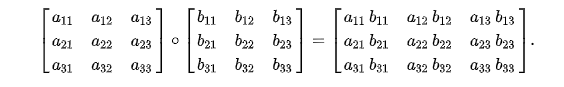 [a₁₁ a₁₂ a₁₃] [b₁₁ b₁₂ b₁₃] [a₁₁ b₁₁ a₁₂ b₁₂ a₁₃ b₁₃]
[a₂₁ a₂₂ a₂₃] ∘ [b₂₁ b₂₂ b₂₃] = [a₂₁ b₂₁ a₂₂ b₂₂ a₂₃ b₂₃].
[a₃₁ a₃₂ a₃₃] [b₃₁ b₃₂ b₃₃] [a₃₁ b₃₁ a₃₂ b₃₂ a₃₃ b₃₃]